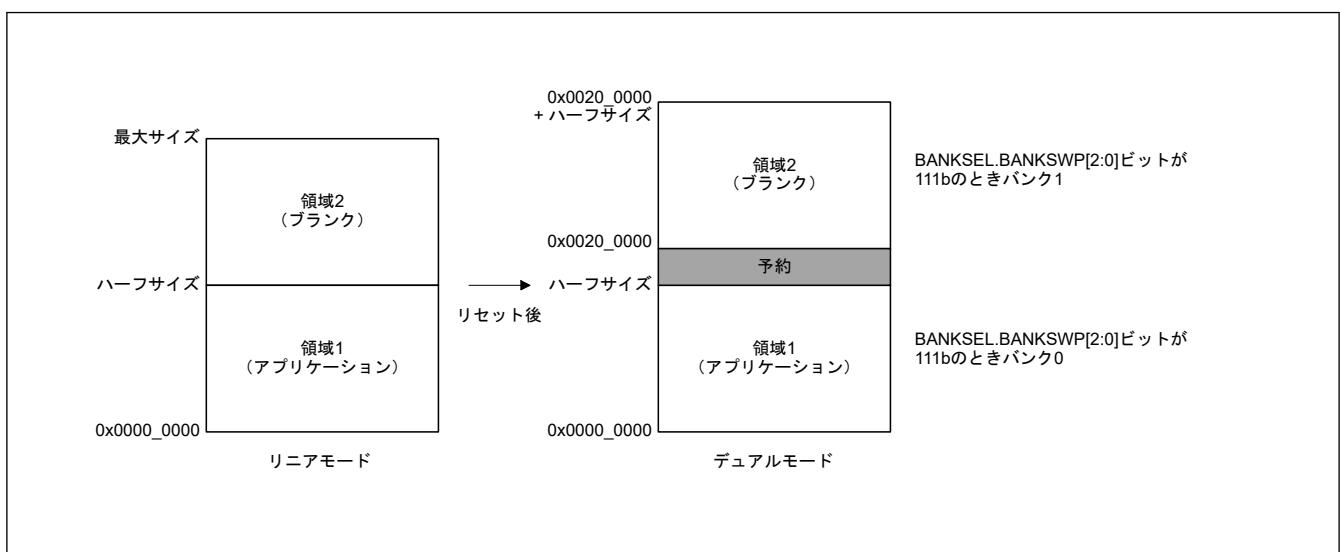 最大サイズ
領域2
（ブランク）
ハーフサイズ
領域1
（アプリケーション）
0x0000_0000
リニアモード
リセット後
0x0020_0000
+ ハーフサイズ
領域2
（ブランク）
0x0020_0000
予約
ハーフサイズ
領域1
（アプリケーション）
0x0000_0000
デュアルモード
BANKSEL.BANKSWP[2:0]ビットが
111bのときバンク1
BANKSEL.BANKSWP[2:0]ビットが
111bのときバンク0